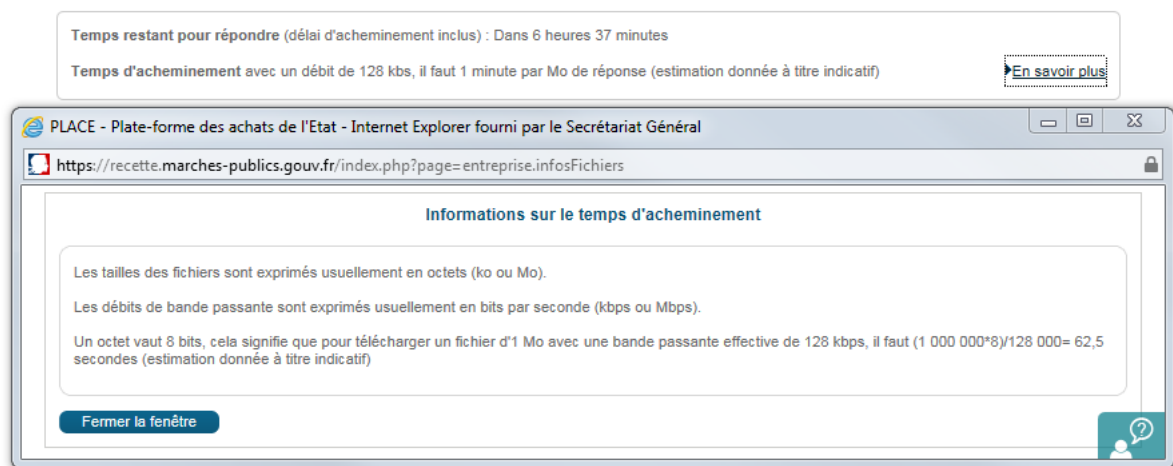 Temps restant pour répondre (délai d'acheminement inclus) : Dans 6 heures 37 minutes
Temps d'acheminement avec un débit de 128 kbs, il faut 1 minute par Mo de réponse (estimation donnée à titre indicatif)
En savoir plus
PLACE - Plate-forme des achats de l'Etat - Internet Explorer fourni par le Secrétariat Général
https://recette.marches-publics.gouv.fr/index.php?page=entreprise.infosFichiers
Informations sur le temps d'acheminement
Les tailles des fichiers sont exprimés usuellement en octets (ko ou Mo).
Les débits de bande passante sont exprimés usuellement en bits par seconde (kbps ou Mbps).
Un octet vaut 8 bits, cela signifie que pour télécharger un fichier d'1 Mo avec une bande passante effective de 128 kbps, il faut (1 000 000*8)/128 000= 62,5
secondes (estimation donnée à titre indicatif)
Fermer la fenêtre